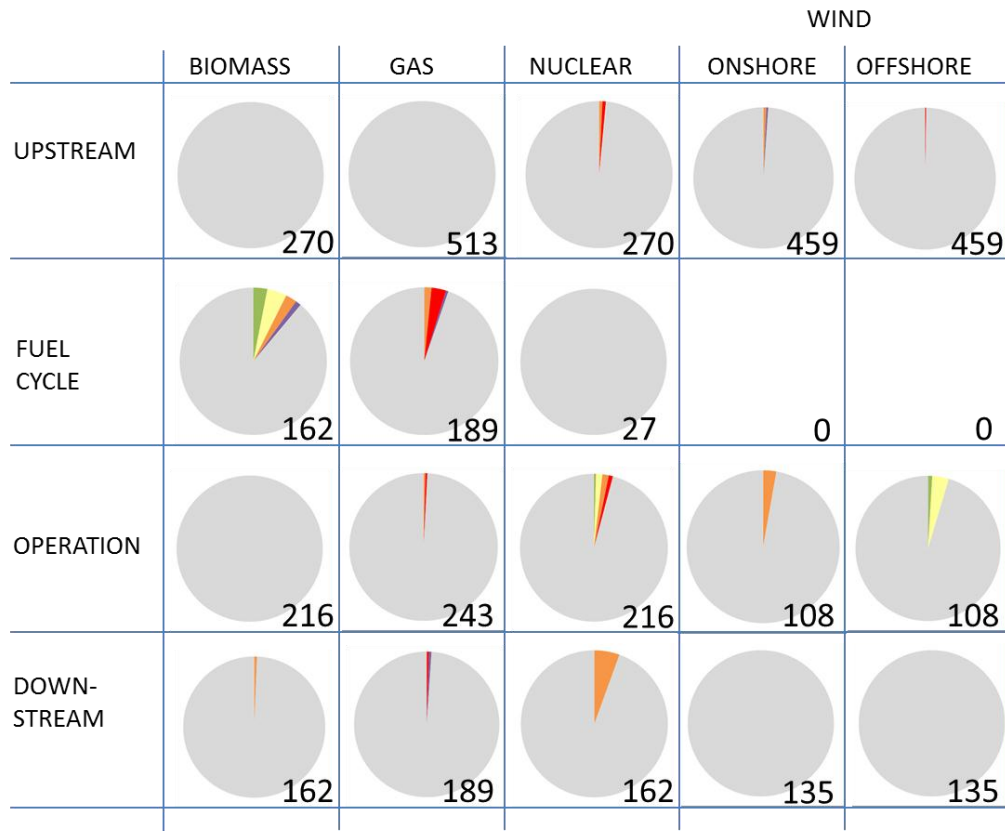 WIND
BIOMASS GAS NUCLEAR ONSHORE OFFSHORE
UPSTREAM
270 513 270 459 459
FUEL
CYCLE
162 189 27 0 0
OPERATION
216 243 216 108 108
DOWN-
STREAM
162 189 162 135 135